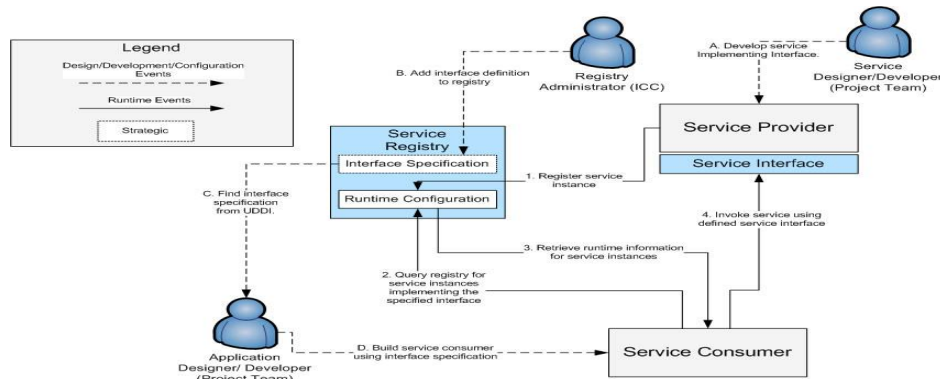 Legend
Design/Development/Configuration
Events
Runtime Events
Strategic
B. Add interface definition
to registry
Registry
Administrator (ICC)
A. Develop service
Implementing Interface.
Service
Designer/Developer
(Project Team)
Service
Registry
Interface Specification
Runtime Configuration
Service Provider
Service Interface
1. Register service
instance
C. Find interface
specification
from UDDI.
4. Invoke service using
defined service interface
3. Retrieve runtime information
for service instances
2. Query registry for
service instances
implementing the
specified interface
Application
Designer/ Developer
(Project Team)
D. Build service consumer
using interface specification
Service Consumer